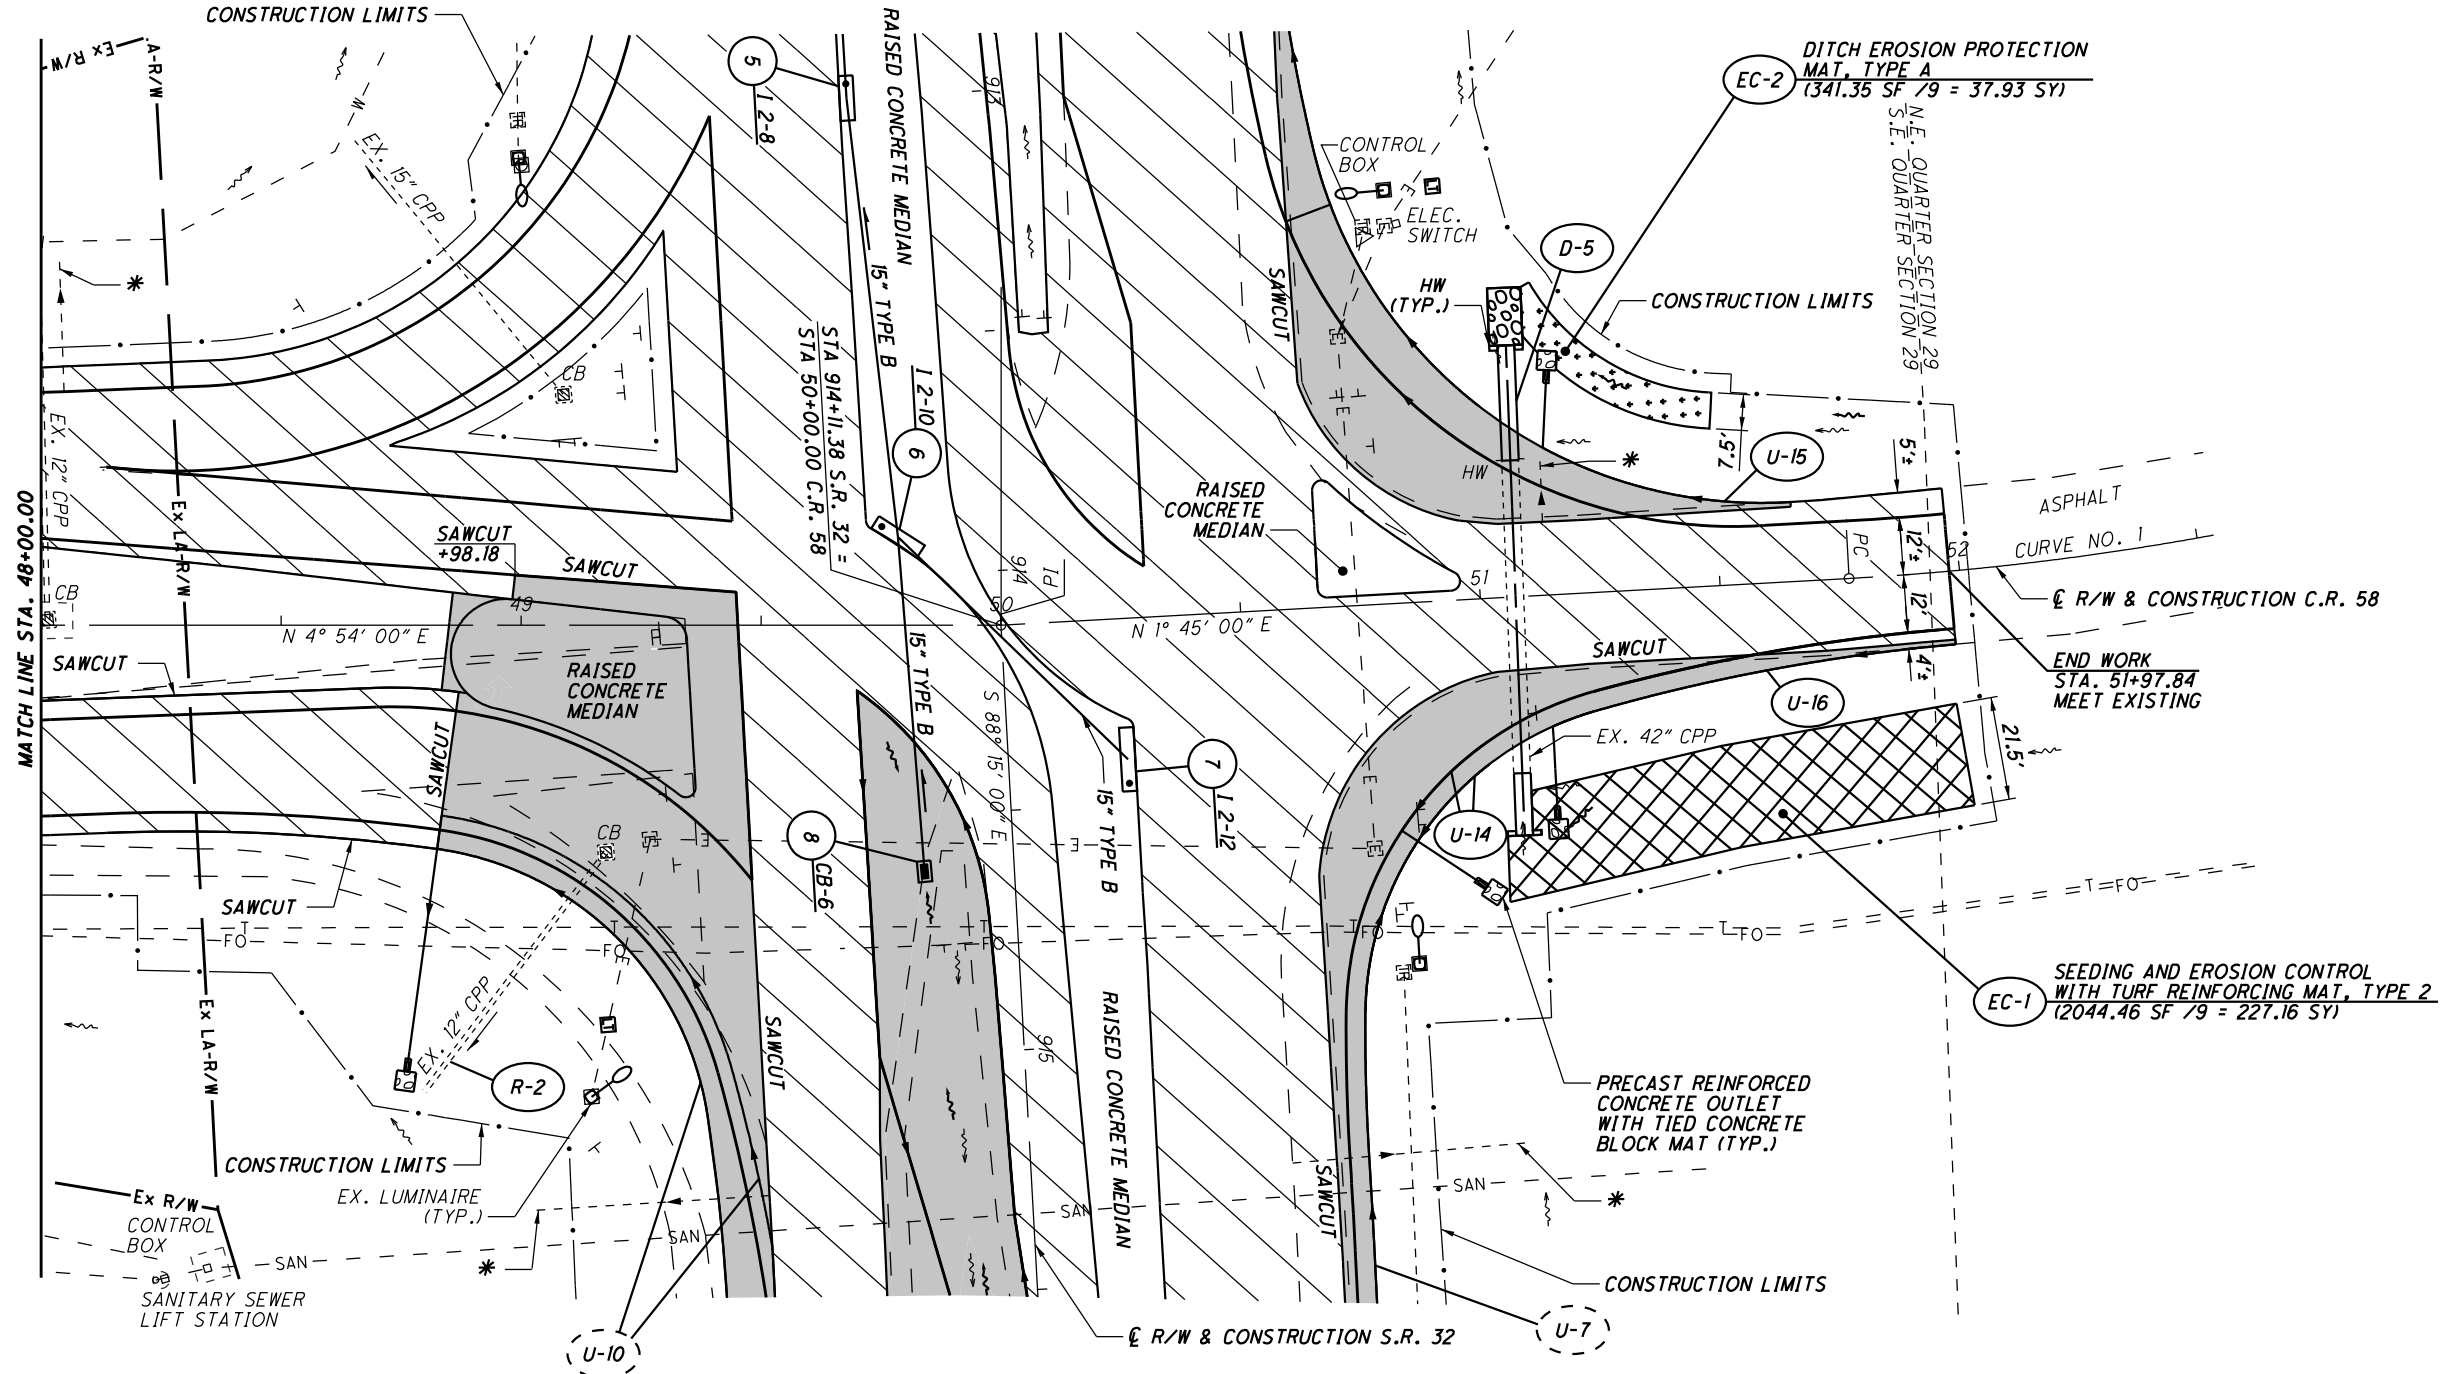 CONSTRUCTION LIMITS
Ex R/W
A-R/W
W
TR
EX. 15" CPP
CB
5
I 2-8
RAISED CONCRETE MEDIAN
913
15" TYPE B
STA 914+11.38 S.R. 32 =
STA 50+00.00 C.R. 58
I 2-10
6
CONTROL
BOX
LT
ELEC.
SWITCH
TR
E
SAWCUT
HW
(TYP.)
D-5
EC-2
DITCH EROSION PROTECTION
MAT, TYPE A
(341.35 SF /9 = 37.93 SY)
N.E. QUARTER SECTION 29
S.E. QUARTER SECTION 29
CONSTRUCTION LIMITS
7.5'
U-15
5'±
HW
RAISED
CONCRETE
MEDIAN
ASPHALT
CURVE NO. 1
PC
12'±
52
12'
℄ R/W & CONSTRUCTION C.R. 58
EX. 12" CPP
MATCH LINE STA. 48+00.00
Ex LA-R/W
SAWCUT
+98.18
SAWCUT
CB
49
N 4° 54' 00" E
50
914
PI
51
N 1° 45' 00" E
SAWCUT
RAISED
CONCRETE
MEDIAN
SAWCUT
15" TYPE B
S 88° 15' 00" E
SAWCUT
4'±
END WORK
STA. 51+97.84
MEET EXISTING
U-16
EX. 42" CPP
21.5'
7
I 2-12
15" TYPE B
8
CB-6
CB
E
E
E
E
U-14
SAWCUT
T
FO
FO
T
FO
T
FO
T
FO
T=FO
EX. 12" CPP
Ex LA-R/W
R-2
LT
SAWCUT
915
RAISED CONCRETE MEDIAN
TR
EC-1
SEEDING AND EROSION CONTROL
WITH TURF REINFORCING MAT, TYPE 2
(2044.46 SF /9 = 227.16 SY)
PRECAST REINFORCED
CONCRETE OUTLET
WITH TIED CONCRETE
BLOCK MAT (TYP.)
CONSTRUCTION LIMITS
EX. LUMINAIRE
(TYP.)
Ex R/W
CONTROL
BOX
SAN
SAN
SAN
SAN
SAWCUT
SANITARY SEWER
LIFT STATION
CONSTRUCTION LIMITS
℄ R/W & CONSTRUCTION S.R. 32
U-10
U-7